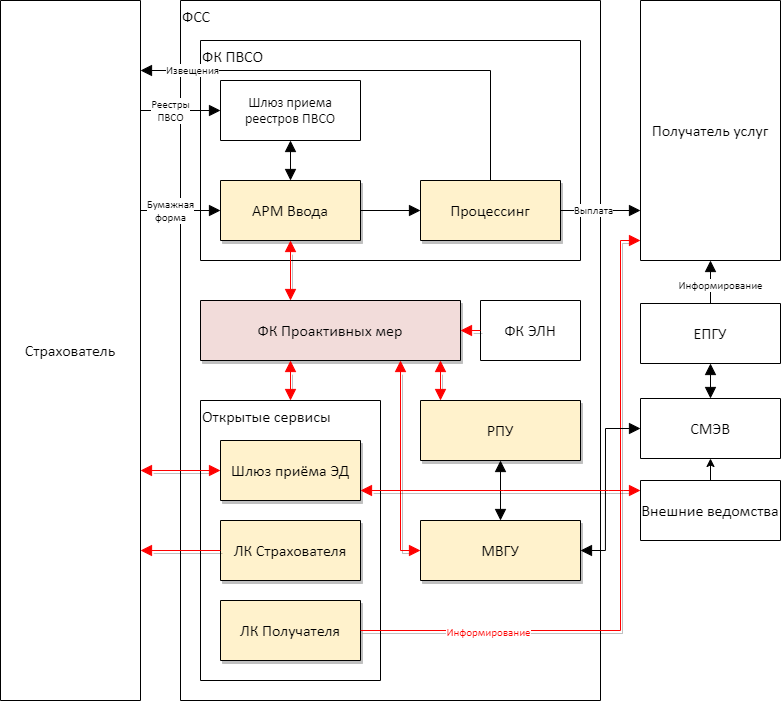 ФСС
ФК ПВСО
Извещения
Шлюз приема
реестров ПВСО
Реестры
ПВСО
Получатель услуг
Бумажная
форма
АРМ Ввода
Процессинг
Выплата
Информирование
ФК Проактивных мер
ФК ЭЛН
ЕПГУ
Страхователь
Открытые сервисы
РПУ
СМЭВ
Шлюз приёма ЭД
Внешние ведомства
ЛК Страхователя
МВГУ
ЛК Получателя
Информирование